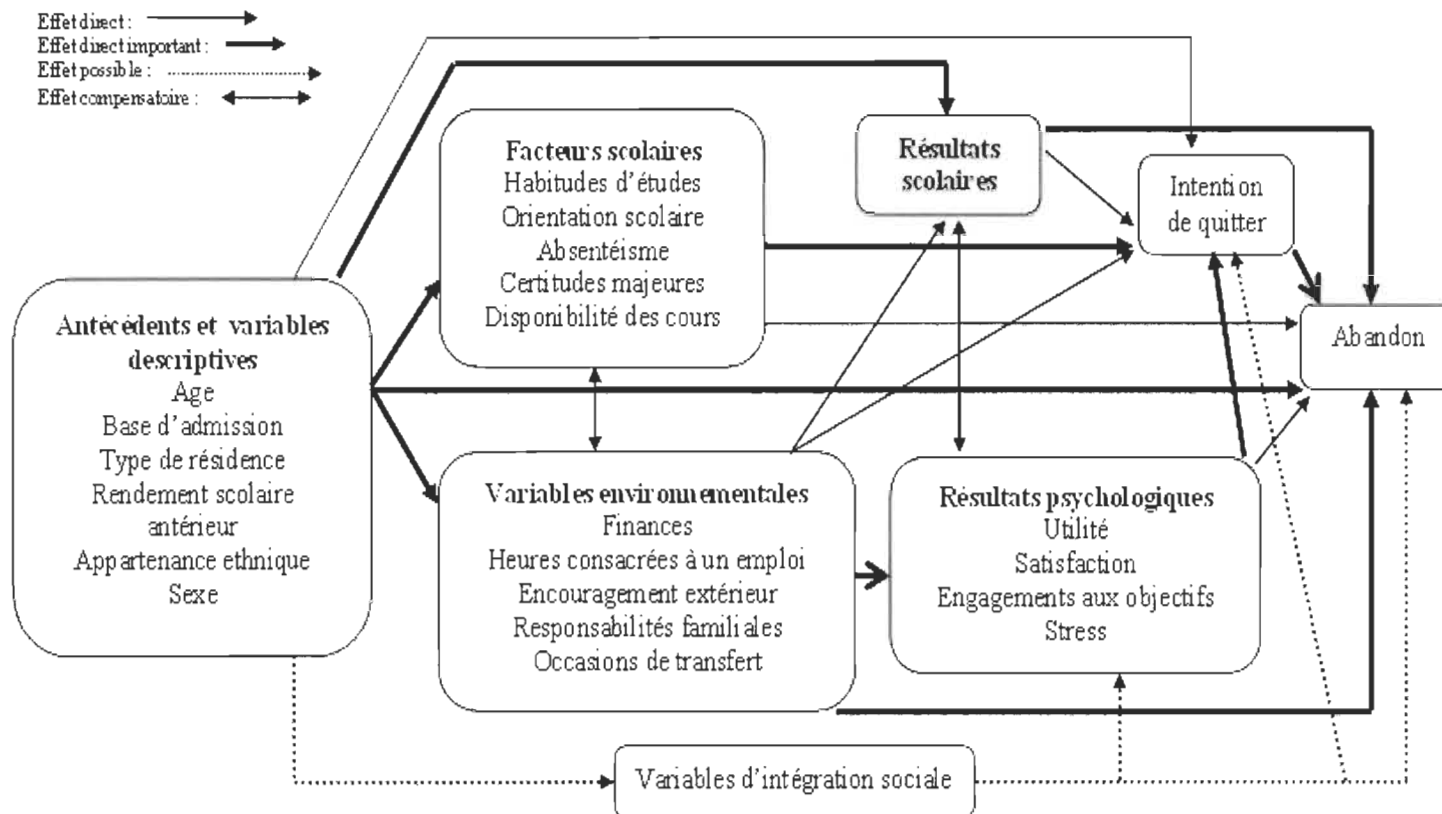 Effet direct :
Effet direct important :
Effet possible :
Effet compensatoire :
Facteurs scolaires
Habitudes d'études
Orientation scolaire
Absentéisme
Certitudes majeures
Disponibilité des cours
Résultats
scolaires
Intention
de quitter
Antécédents et variables
descriptives
Age
Base d'admission
Type de résidence
Rendement scolaire
antérieur
Appartenance ethnique
Sexe
Abandon
Variables environnementales
Finances
Heures consacrées à un emploi
Encouragement extérieur
Responsabilités familiales
Occasions de transfert
Résultats psychologiques
Utilité
Satisfaction
Engagements aux objectifs
Stress
Variables d'intégration sociale